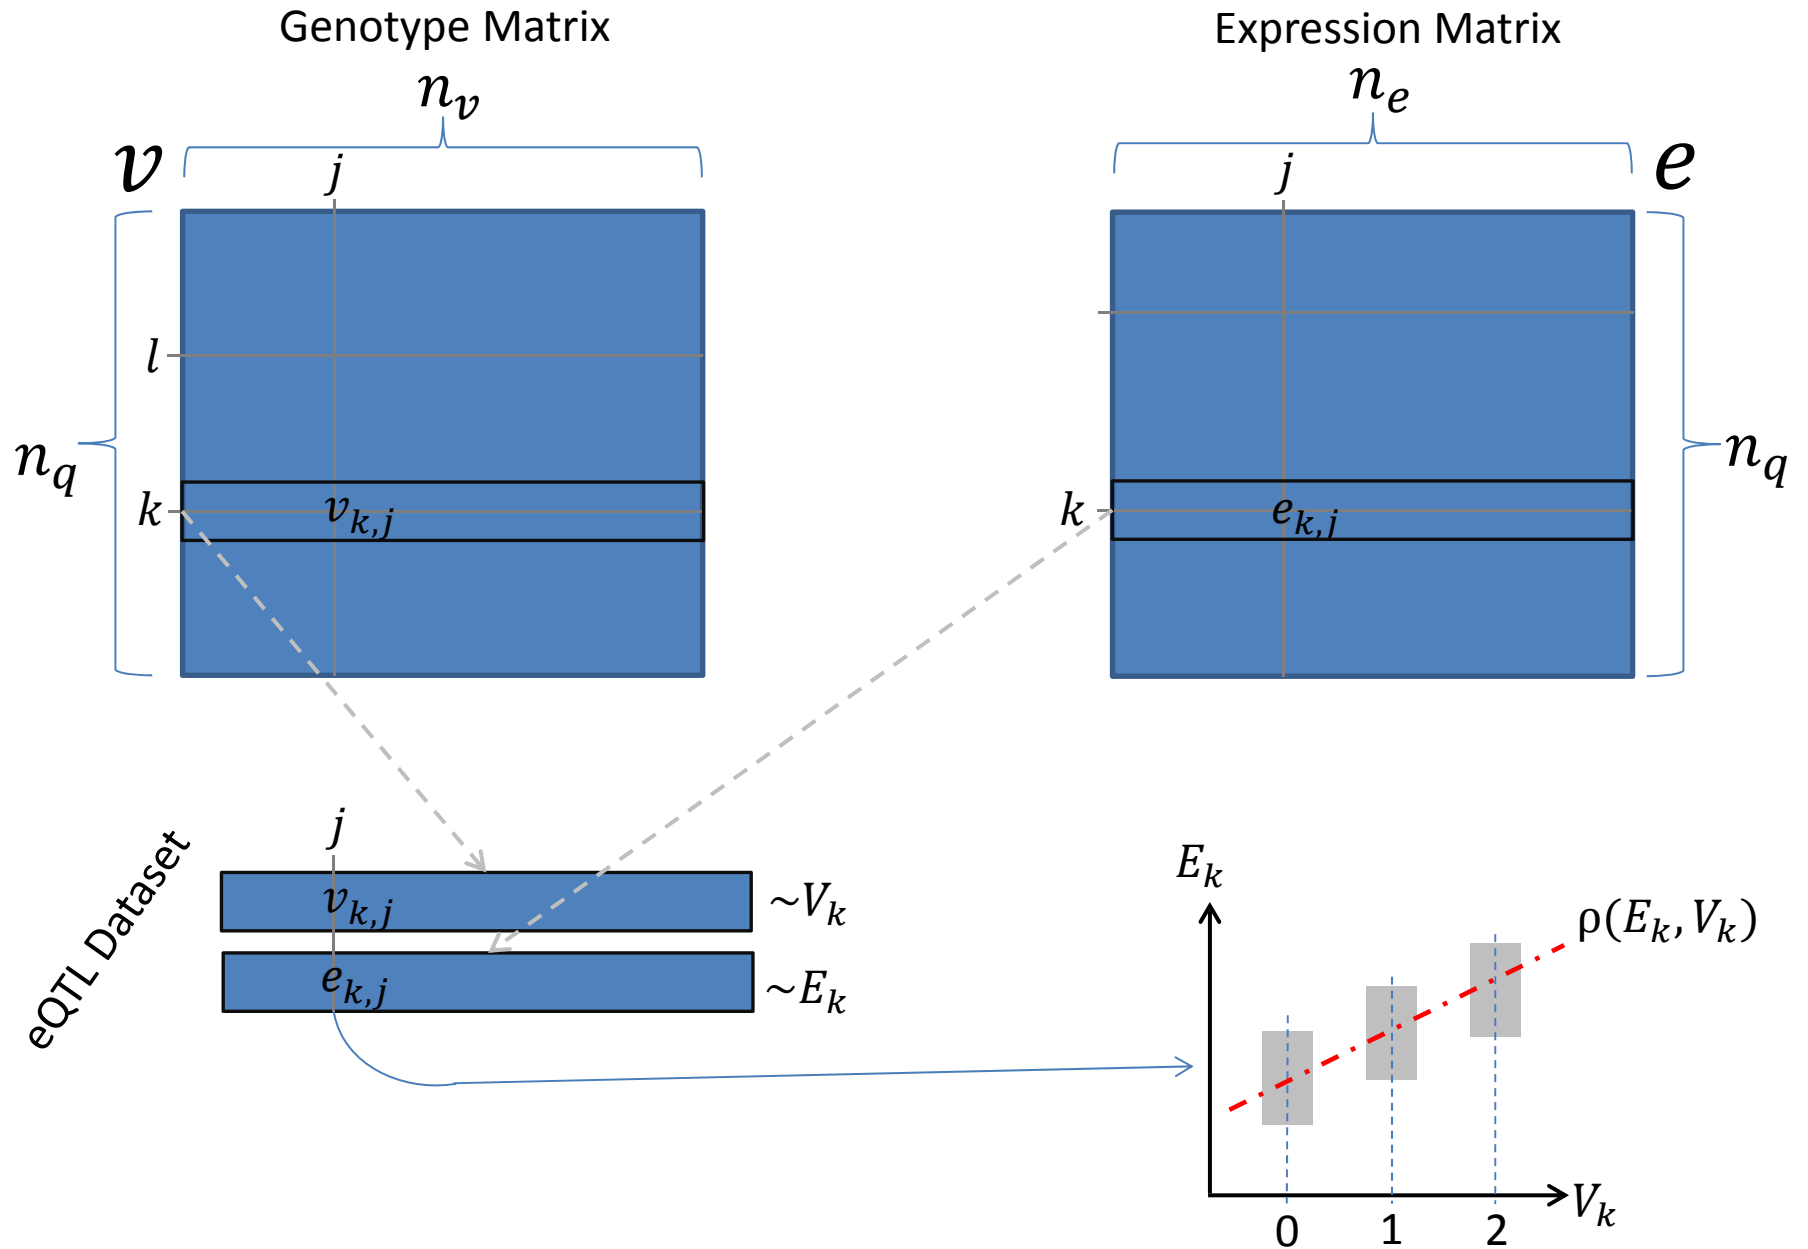 Genotype Matrix
n_v
v
j
l
n_q
k
v_{k,j}
Expression Matrix
n_e
e
j
n_q
k
e_{k,j}
eQTL Dataset
j
v_{k,j}
~V_k
e_{k,j}
~E_k
E_k
ρ(E_k, V_k)
V_k
0 1 2